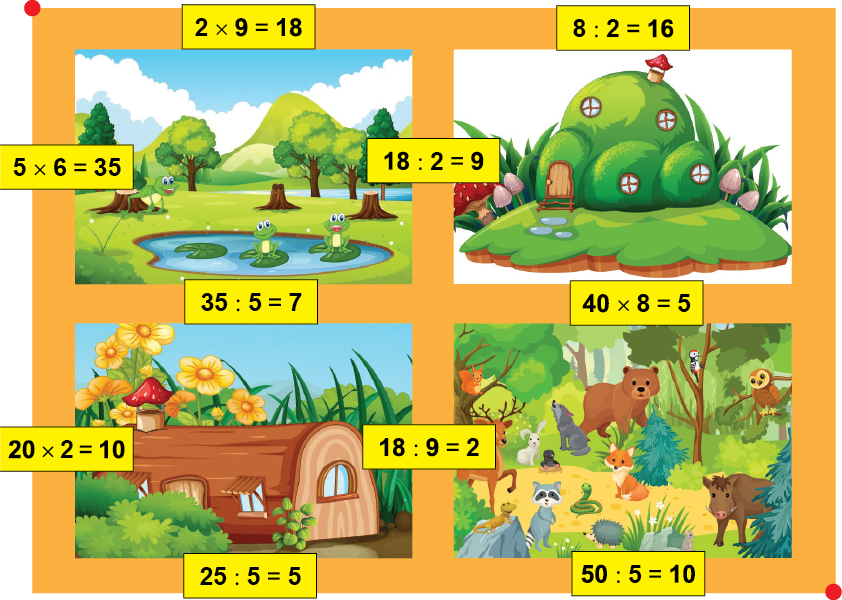 2 × 9 = 18
8 : 2 = 16
5 × 6 = 35
18 : 2 = 9
35 : 5 = 7
40 × 8 = 5
20 × 2 = 10
18 : 9 = 2
25 : 5 = 5
50 : 5 = 10